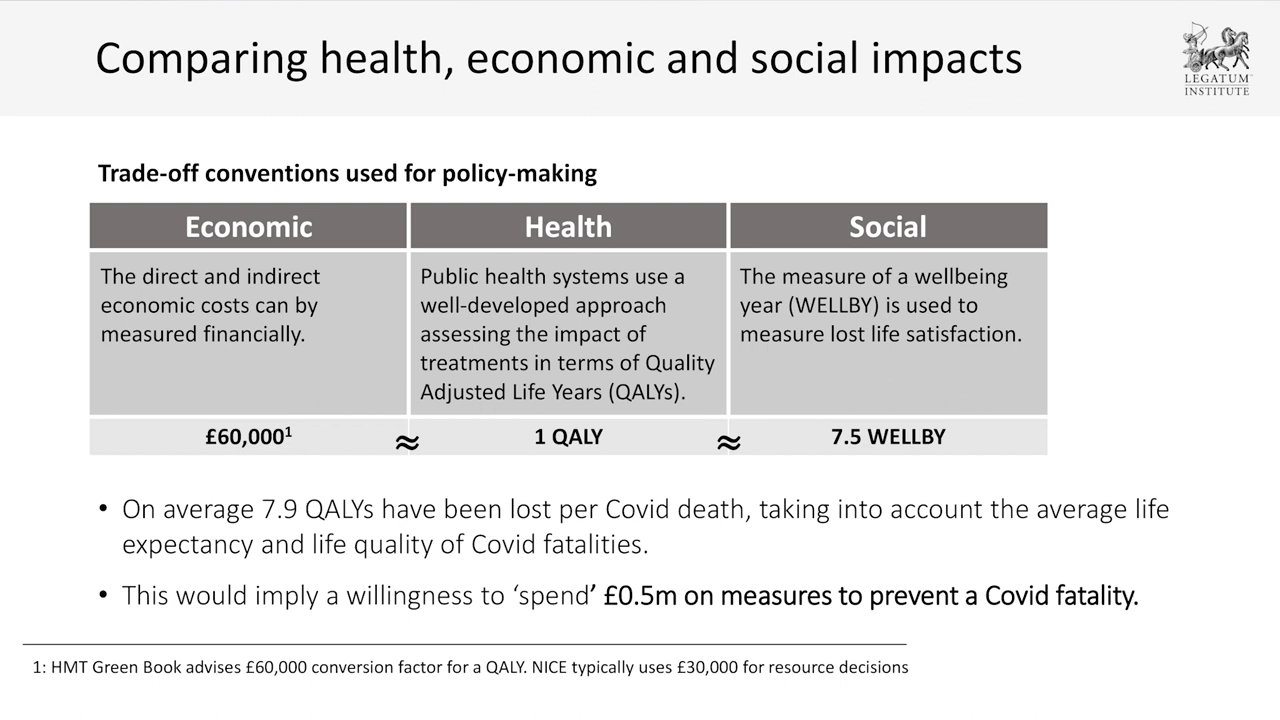 Comparing health, economic and social impacts
LEGATUM
INSTITUTE
Trade-off conventions used for policy-making
Economic
Health
Social
The direct and indirect
economic costs can by
measured financially.
Public health systems use a
well-developed approach
assessing the impact of
treatments in terms of Quality
Adjusted Life Years (QALYs).
The measure of a wellbeing
year (WELLBY) is used to
measure lost life satisfaction.
£60,000¹ ≈ 1 QALY ≈ 7.5 WELLBY
• On average 7.9 QALYs have been lost per Covid death, taking into account the average life
expectancy and life quality of Covid fatalities.
• This would imply a willingness to ‘spend’ £0.5m on measures to prevent a Covid fatality.
1: HMT Green Book advises £60,000 conversion factor for a QALY. NICE typically uses £30,000 for resource decisions